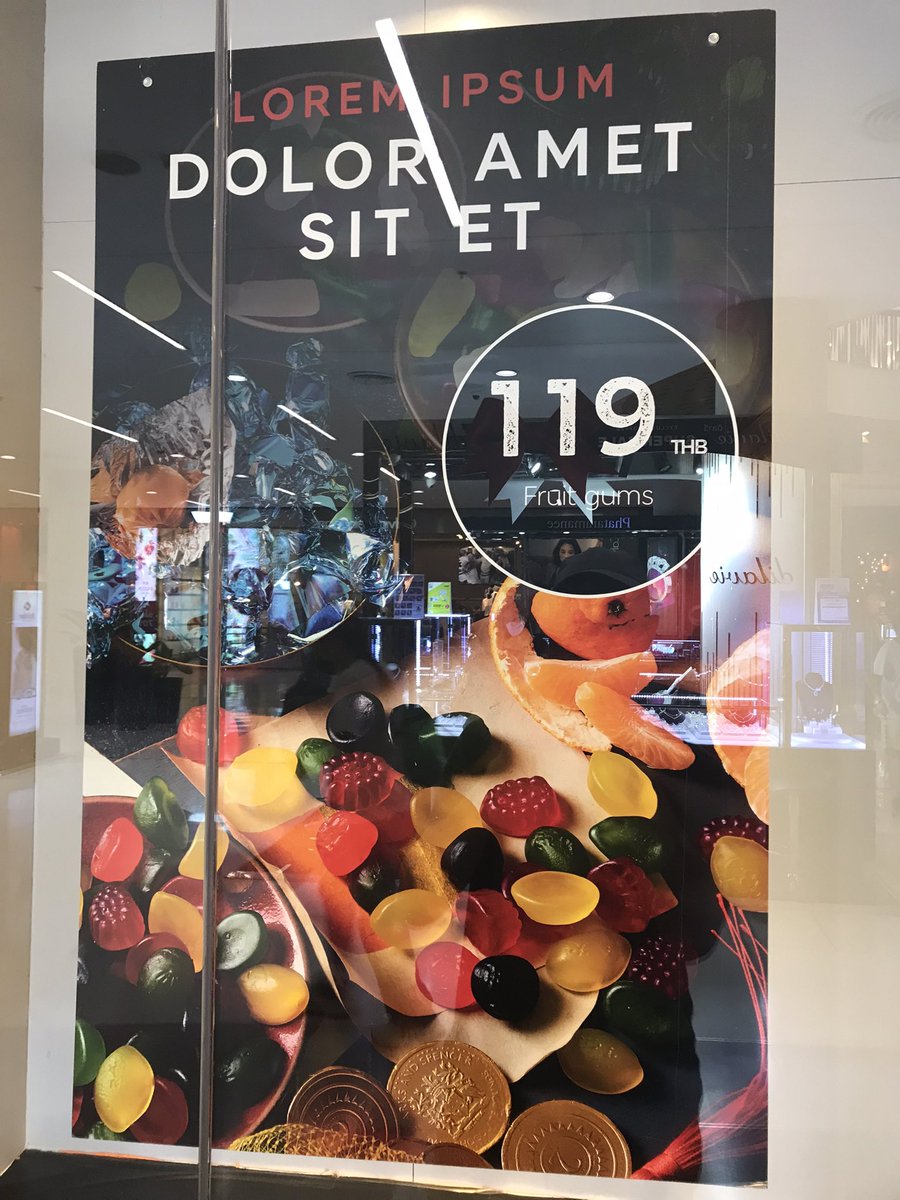 LOREM IPSUM
DOLOR AMET
SIT ET
119 THB
Fruit gums